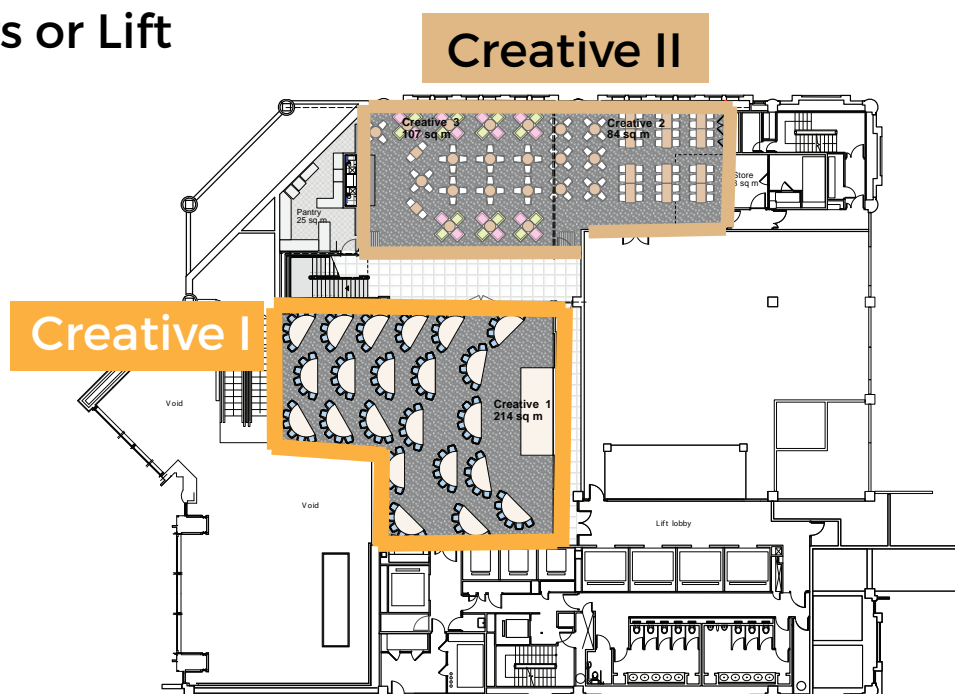 s or Lift
Creative II
Creative 3
107 sq m
Creative 2
84 sq m
Store
sq m
Pantry
25 sq m
Creative I
Creative 1
214 sq m
Void
Void
Lift lobby